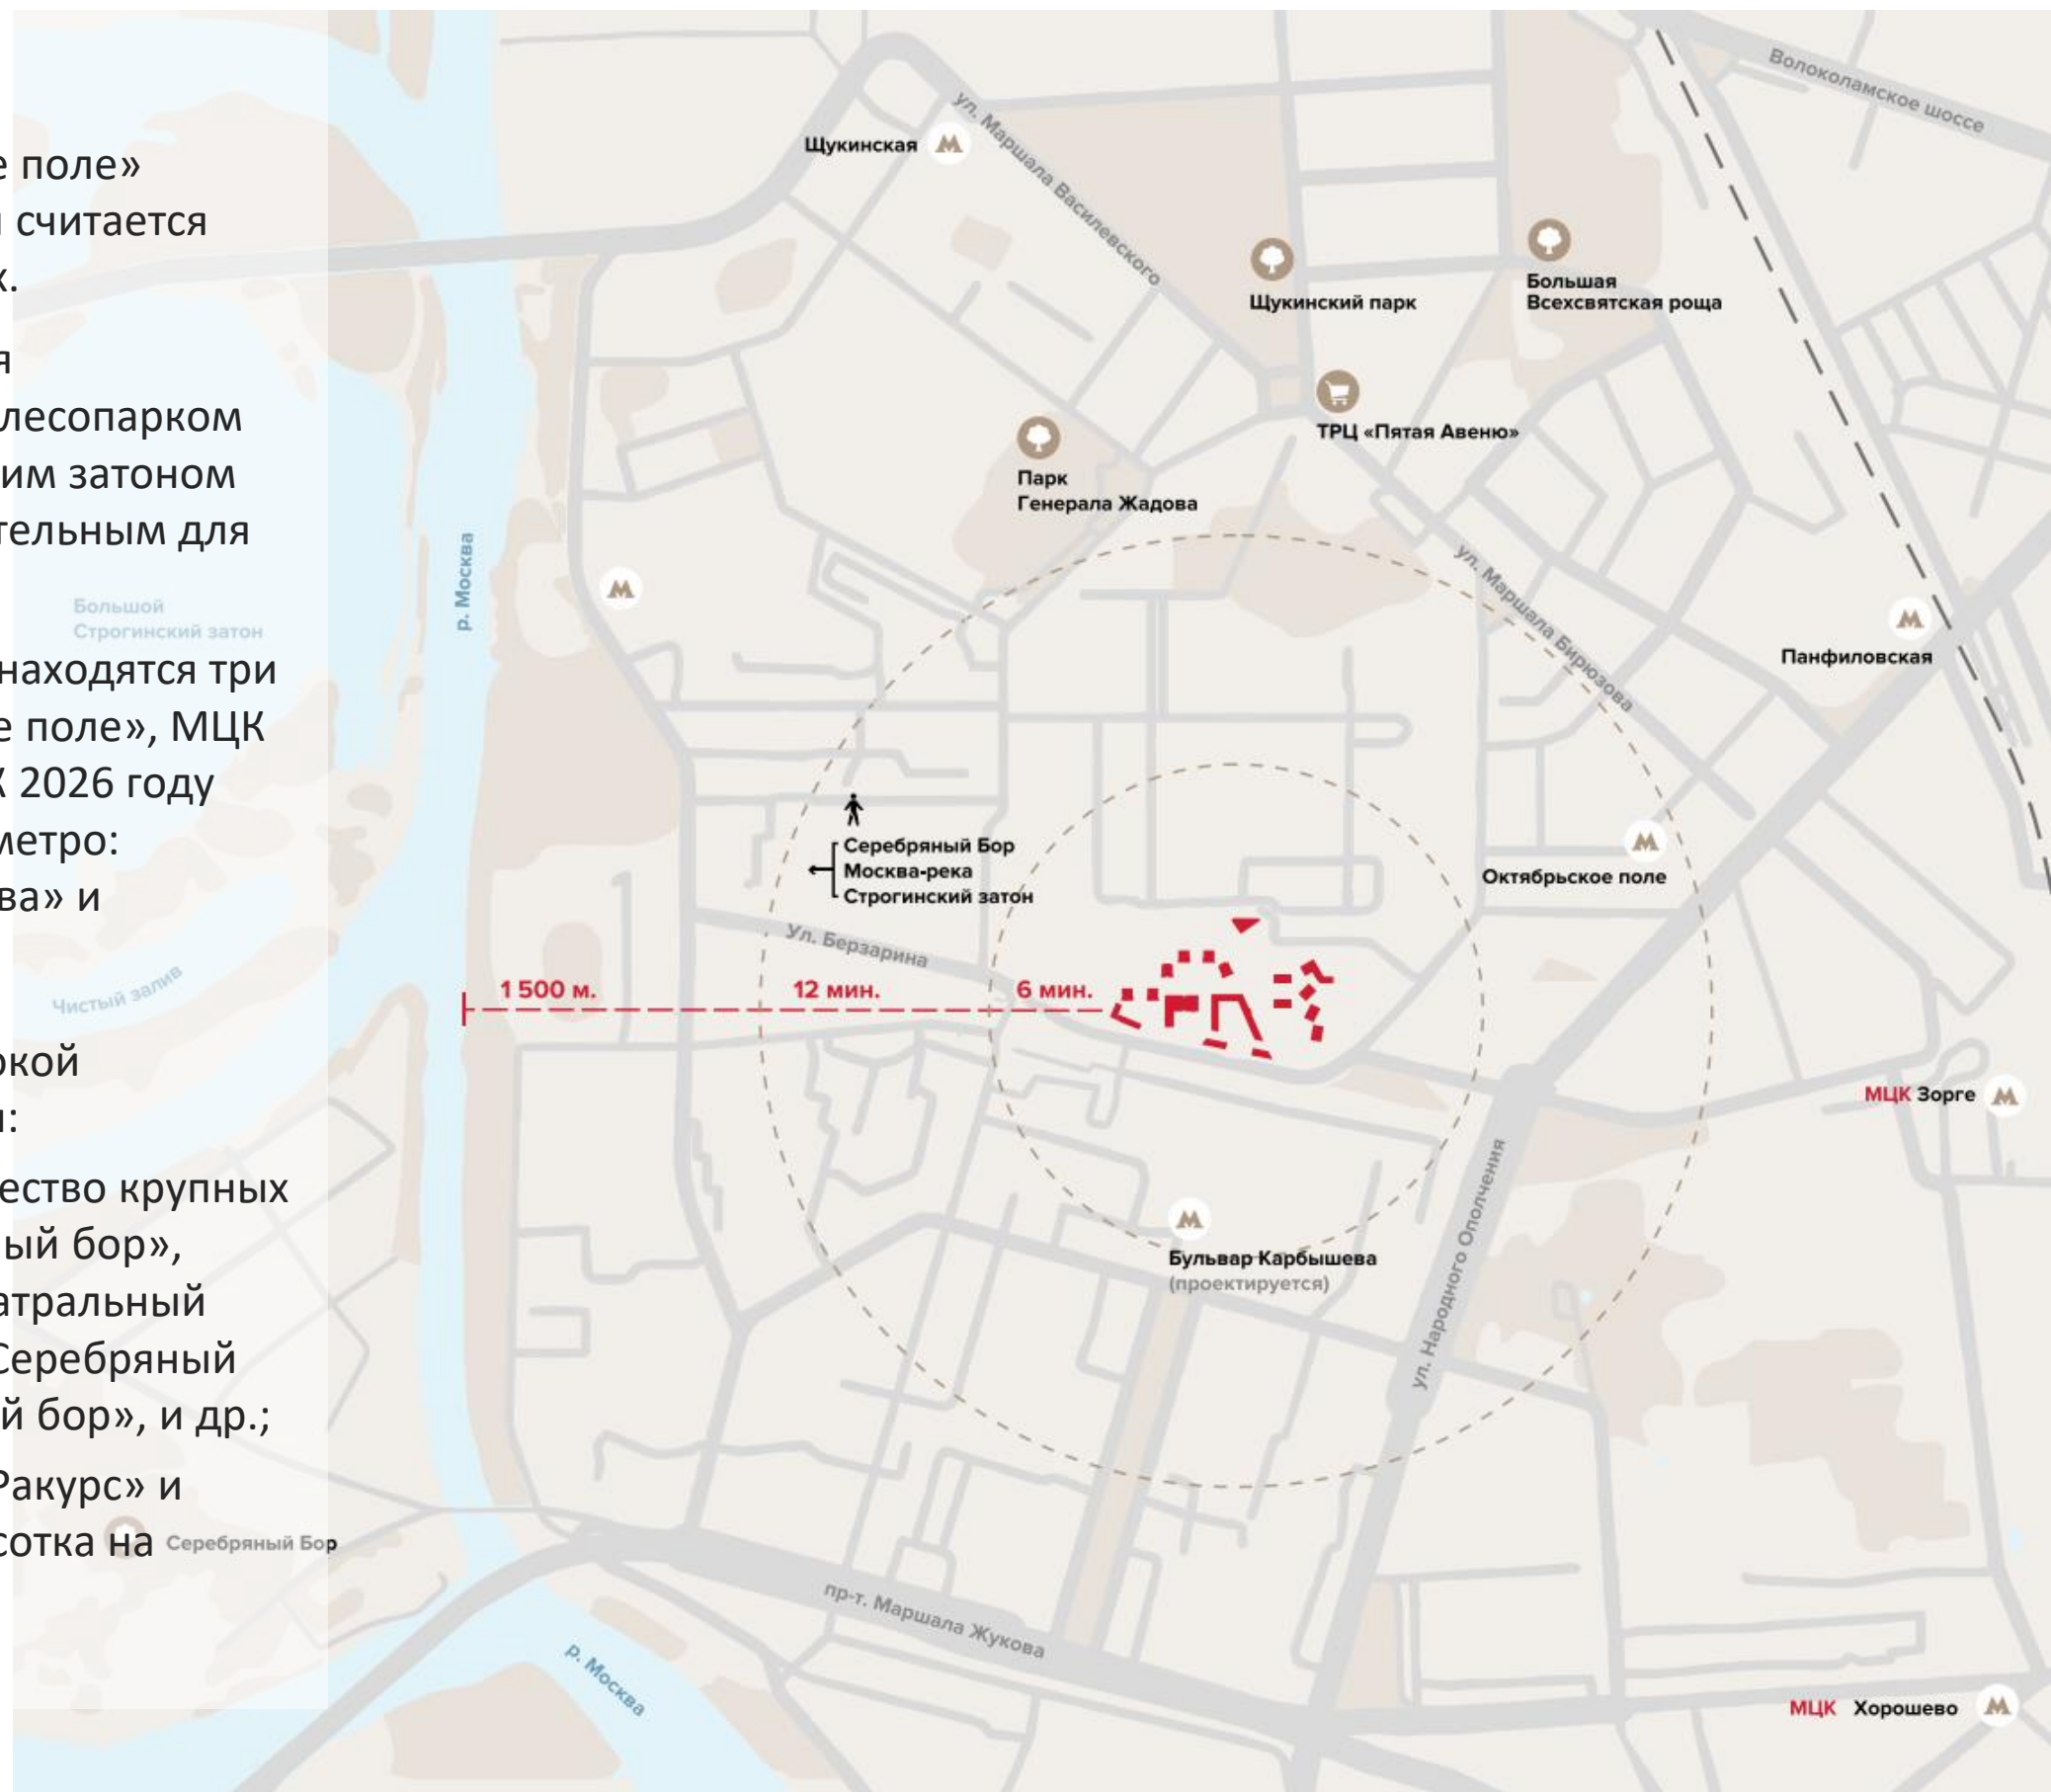 е поле»
считается
х.
я
лесопарком
им затоном
тельным для
находятся три
е поле», МЦК
К 2026 году
метро:
ва» и
окой
и:
ество крупных
ый бор»,
атральный
Серебряный
й бор», и др.;
Ракурс» и
сотка на
Большой
Строгинский затон
Чистый залив
Серебряный Бор
р. Москва
р. Москва
Щукинская
ул. Маршала Василевского
Волоколамское шоссе
Щукинский парк
Большая
Всехсвятская роща
ТРЦ «Пятая Авеню»
Парк
Генерала Жадова
ул. Маршала Бирюзова
Панфиловская
Серебряный Бор
Москва-река
Строгинский затон
Октябрьское поле
Ул. Берзарина
1 500 м.
12 мин.
6 мин.
МЦК Зорге
ул. Народного Ополчения
Бульвар Карбышева
(проектируется)
пр-т. Маршала Жукова
МЦК Хорошево